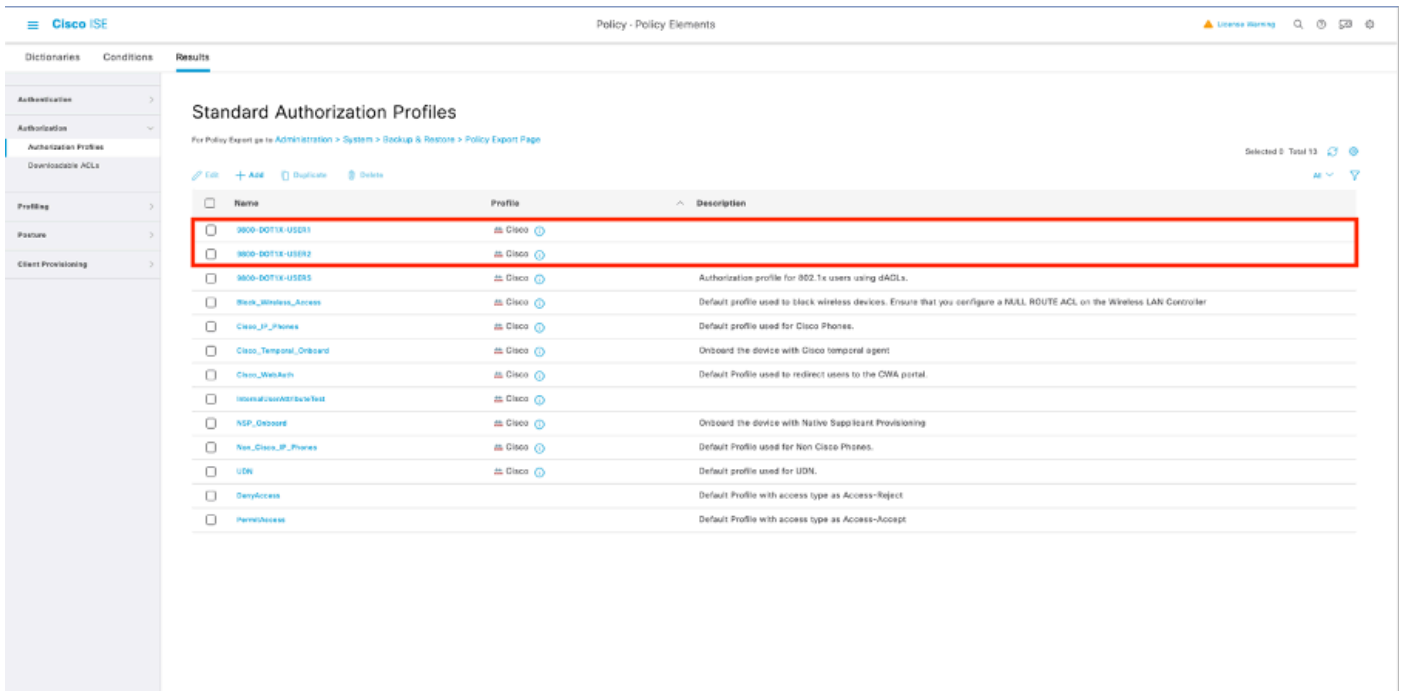 Cisco ISE
Policy · Policy Elements
License Warning
Dictionaries Conditions Results
Authentication
Authorization
Authorization Profiles
Downloadable ACLs
Profiling
Posture
Client Provisioning
Standard Authorization Profiles
For Policy Export go to Administration > System > Backup & Restore > Policy Export Page
Selected 0 Total 13
Edit + Add Duplicate Delete
All
Name Profile Description
9800-DOT1X-USER1 Cisco
9800-DOT1X-USER2 Cisco
9800-DOT1X-USERS Cisco Authorization profile for 802.1x users using dACLs.
Block_Wireless_Access Cisco Default profile used to block wireless devices. Ensure that you configure a NULL ROUTE ACL on the Wireless LAN Controller
Cisco_IP_Phones Cisco Default profile used for Cisco Phones.
Cisco_Temporal_Onboard Cisco Onboard the device with Cisco temporal agent
Cisco_WebAuth Cisco Default Profile used to redirect users to the CWA portal.
InternalUserAttributeTest Cisco
NSP_Onboard Cisco Onboard the device with Native Supplicant Provisioning
Non_Cisco_IP_Phones Cisco Default Profile used for Non Cisco Phones.
UDN Cisco Default profile used for UDN.
DenyAccess Default Profile with access type as Access-Reject
PermitAccess Default Profile with access type as Access-Accept